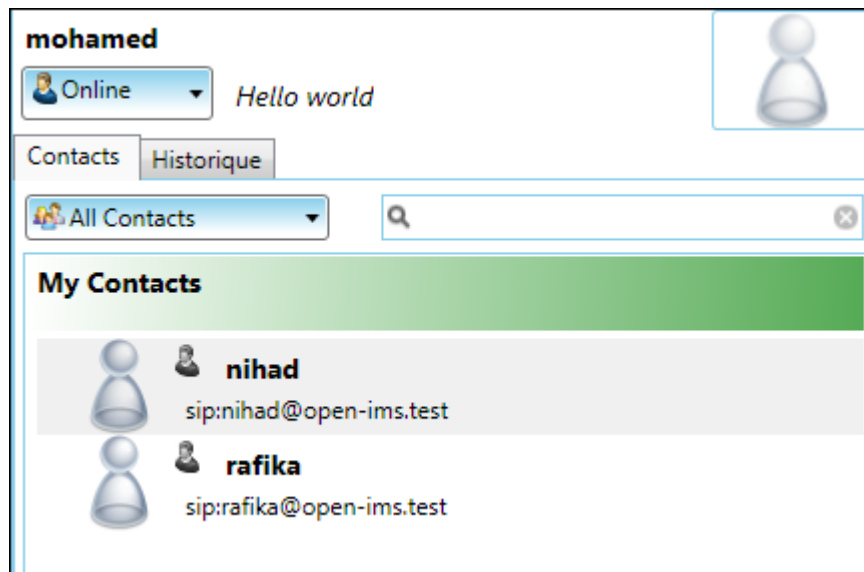 mohamed
Online
Hello world
Contacts Historique
All Contacts
My Contacts
nihad
sip:nihad@open-ims.test
rafika
sip:rafika@open-ims.test